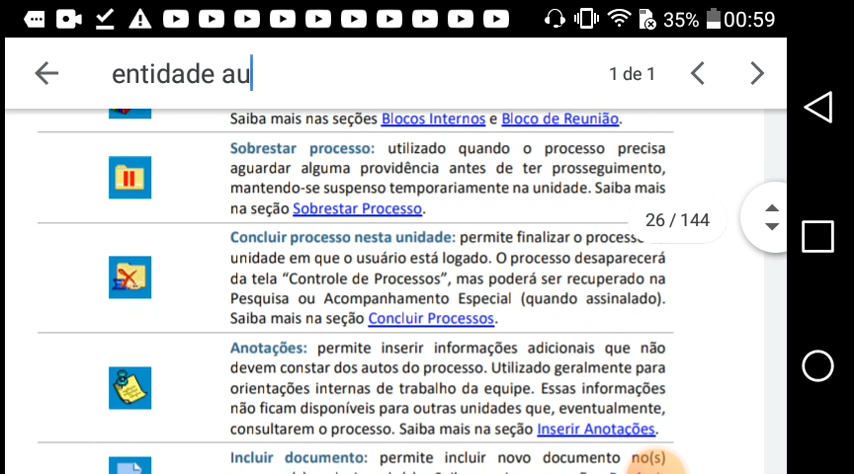 35% 00:59
entidade au 1 de 1
Saiba mais nas seções Blocos Internos e Bloco de Reunião.
Sobrestar processo: utilizado quando o processo precisa
aguardar alguma providência antes de ter prosseguimento,
mantendo-se suspenso temporariamente na unidade. Saiba mais
na seção Sobrestar Processo.
26 / 144
Concluir processo nesta unidade: permite finalizar o process
unidade em que o usuário está logado. O processo desaparecerá
da tela “Controle de Processos”, mas poderá ser recuperado na
Pesquisa ou Acompanhamento Especial (quando assinalado).
Saiba mais na seção Concluir Processos.
Anotações: permite inserir informações adicionais que não
devem constar dos autos do processo. Utilizado geralmente para
orientações internas de trabalho da equipe. Essas informações
não ficam disponíveis para outras unidades que, eventualmente,
consultarem o processo. Saiba mais na seção Inserir Anotações.
Incluir documento: permite incluir novo documento no(s)